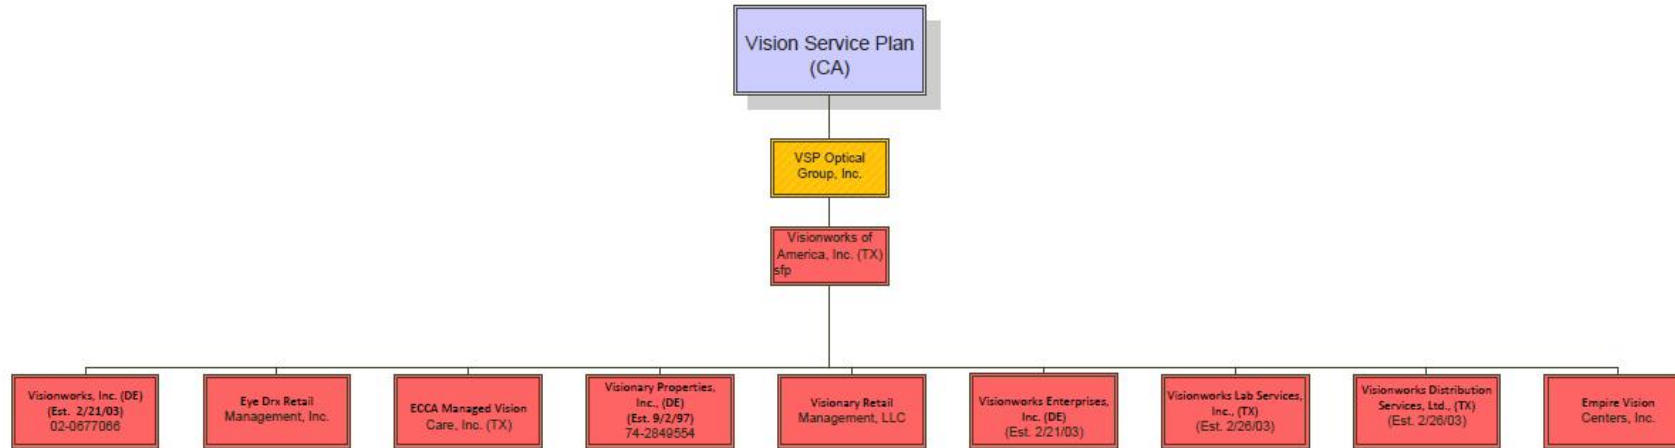 Vision Service Plan
(CA)
VSP Optical
Group, Inc.
Visionworks of
America, Inc. (TX)
sfp
Visionworks, Inc. (DE)
(Est. 2/21/03)
02-0677066
Eye Drx Retail
Management, Inc.
ECCA Managed Vision
Care, Inc. (TX)
Visionary Properties,
Inc., (DE)
(Est. 9/2/97)
74-2849554
Visionary Retail
Management, LLC
Visionworks Enterprises,
Inc. (DE)
(Est. 2/21/03)
Visionworks Lab Services,
Inc., (TX)
(Est. 2/26/03)
Visionworks Distribution
Services, Ltd., (TX)
(Est. 2/26/03)
Empire Vision
Centers, Inc.